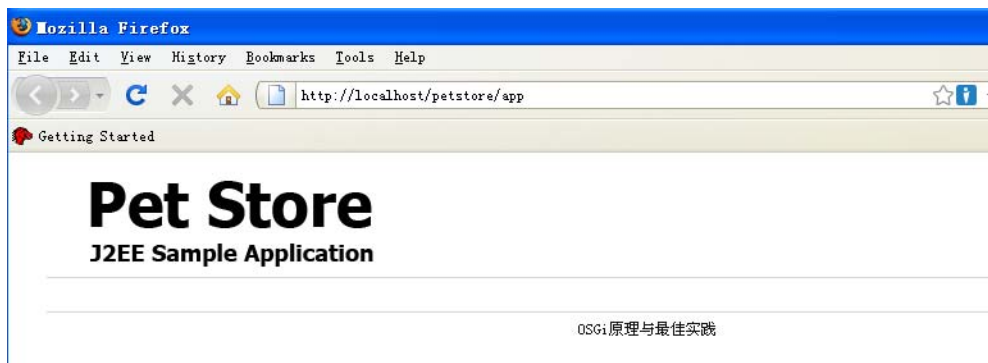 Mozilla Firefox
File Edit View History Bookmarks Tools Help
http://localhost/petstore/app
Getting Started
Pet Store
J2EE Sample Application
OSGi原理与最佳实践